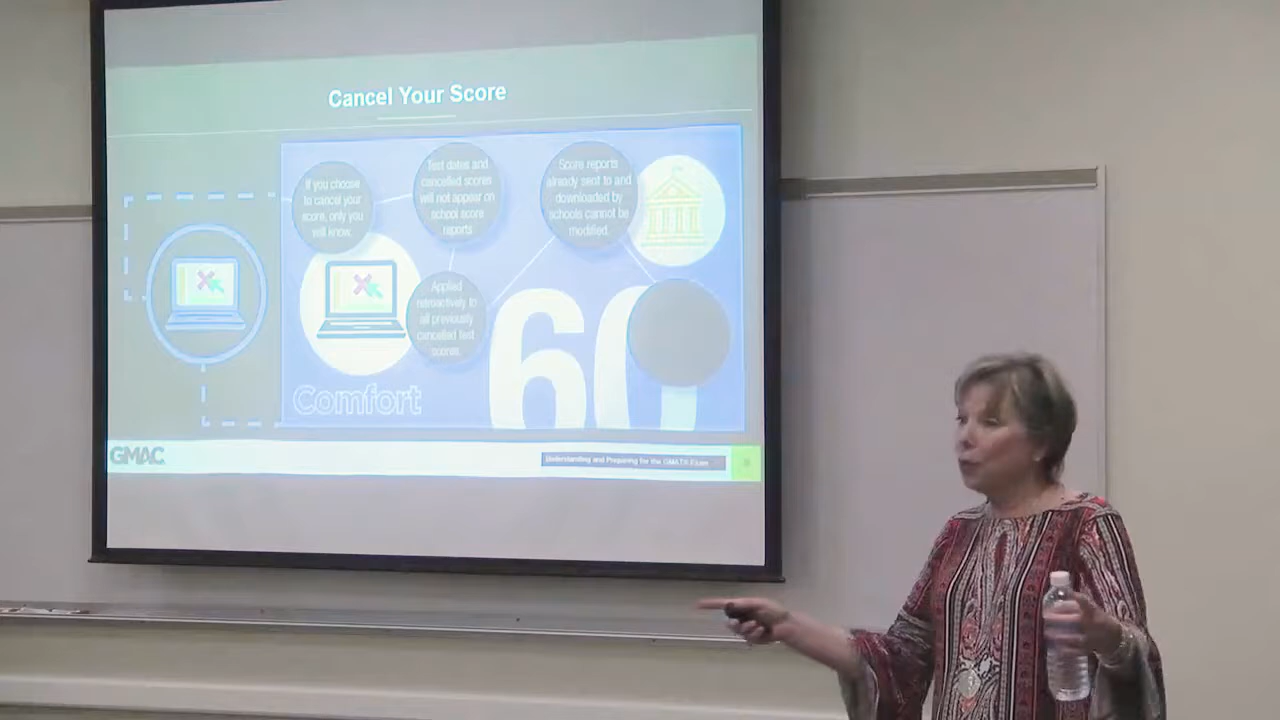 Cancel Your Score
If you choose
to cancel your
score, only you
will know.
Test dates and
cancelled scores
will not appear on
school score
reports
Score reports
already sent to and
downloaded by
schools cannot be
modified.
Applied
retroactively to
all previously
cancelled test
scores.
60
Comfort
GMAC
Understanding and Preparing for the GMAT® Exam